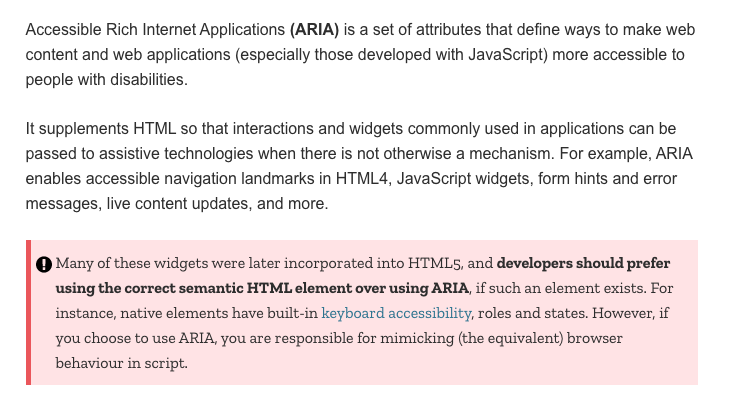 Accessible Rich Internet Applications (ARIA) is a set of attributes that define ways to make web
content and web applications (especially those developed with JavaScript) more accessible to
people with disabilities.
It supplements HTML so that interactions and widgets commonly used in applications can be
passed to assistive technologies when there is not otherwise a mechanism. For example, ARIA
enables accessible navigation landmarks in HTML4, JavaScript widgets, form hints and error
messages, live content updates, and more.
Many of these widgets were later incorporated into HTML5, and developers should prefer
using the correct semantic HTML element over using ARIA, if such an element exists. For
instance, native elements have built-in keyboard accessibility, roles and states. However, if
you choose to use ARIA, you are responsible for mimicking (the equivalent) browser
behaviour in script.